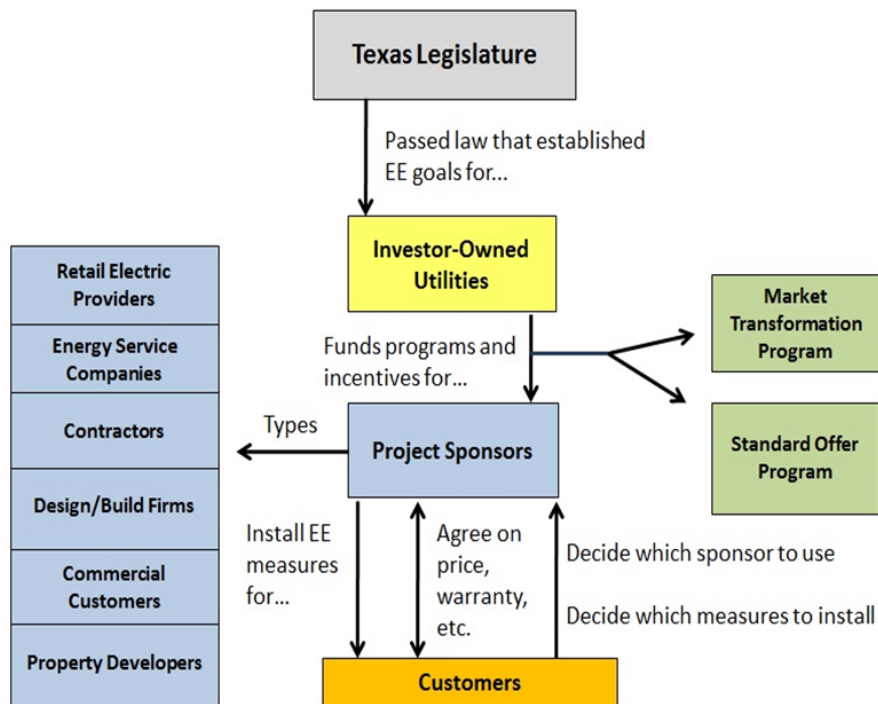 Texas Legislature
Passed law that established
EE goals for...
Investor-Owned
Utilities
Funds programs and
incentives for...
Market
Transformation
Program
Standard Offer
Program
Project Sponsors
Types
Retail Electric
Providers
Energy Service
Companies
Contractors
Design/Build Firms
Commercial
Customers
Property Developers
Install EE
measures
for...
Agree on
price,
warranty,
etc.
Decide which sponsor to use
Decide which measures to install
Customers